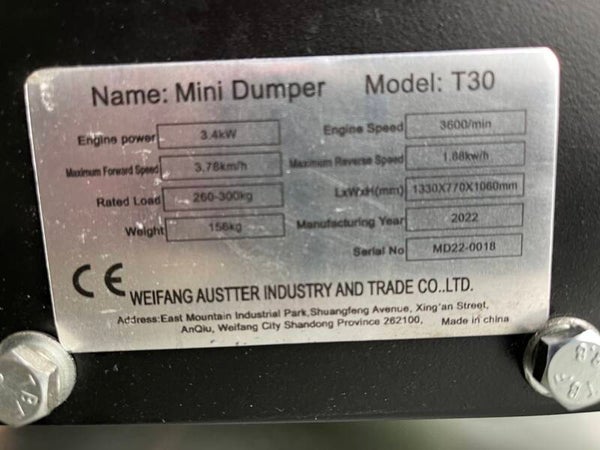 Name: Mini Dumper Model: T30
Engine power 3.4kW Engine Speed 3600/min
Maximum Forward Speed 3.78km/h Maximum Reverse Speed 1.88kw/h
Rated Load 260-300kg LxWxH(mm) 1330X770X1060mm
Weight 156kg Manufacturing Year 2022
Serial No MD22-0018
CE WEIFANG AUSTTER INDUSTRY AND TRADE CO..LTD.
Address:East Mountain Industrial Park,Shuangfeng Avenue, Xing'an Street,
AnQiu, Weifang City Shandong Province 262100, Made in china